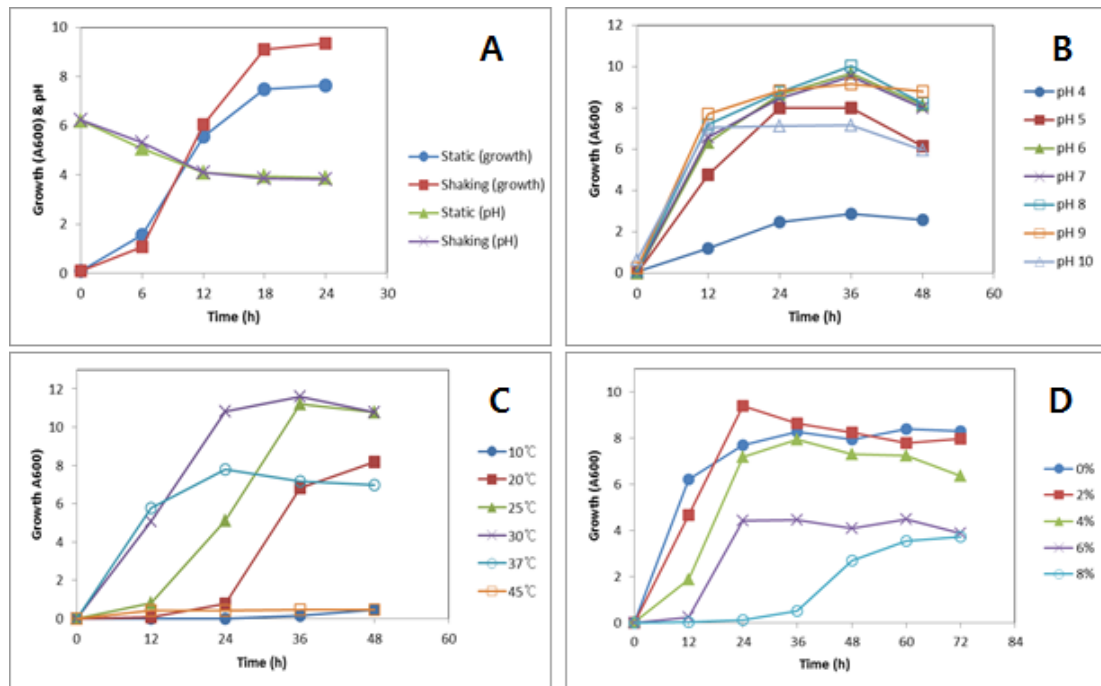 A
Growth (A600) & pH
10
8
6
4
2
0
0 6 12 18 24 30
Time (h)
Static (growth)
Shaking (growth)
Static (pH)
Shaking (pH)
B
Growth (A600)
12
10
8
6
4
2
0
0 12 24 36 48 60
Time (h)
pH 4
pH 5
pH 6
pH 7
pH 8
pH 9
pH 10
C
Growth A600)
12
10
8
6
4
2
0
0 12 24 36 48 60
Time (h)
10℃
20℃
25℃
30℃
37℃
45℃
D
Growth (A600)
10
8
6
4
2
0
0 12 24 36 48 60 72 84
Time (h)
0%
2%
4%
6%
8%